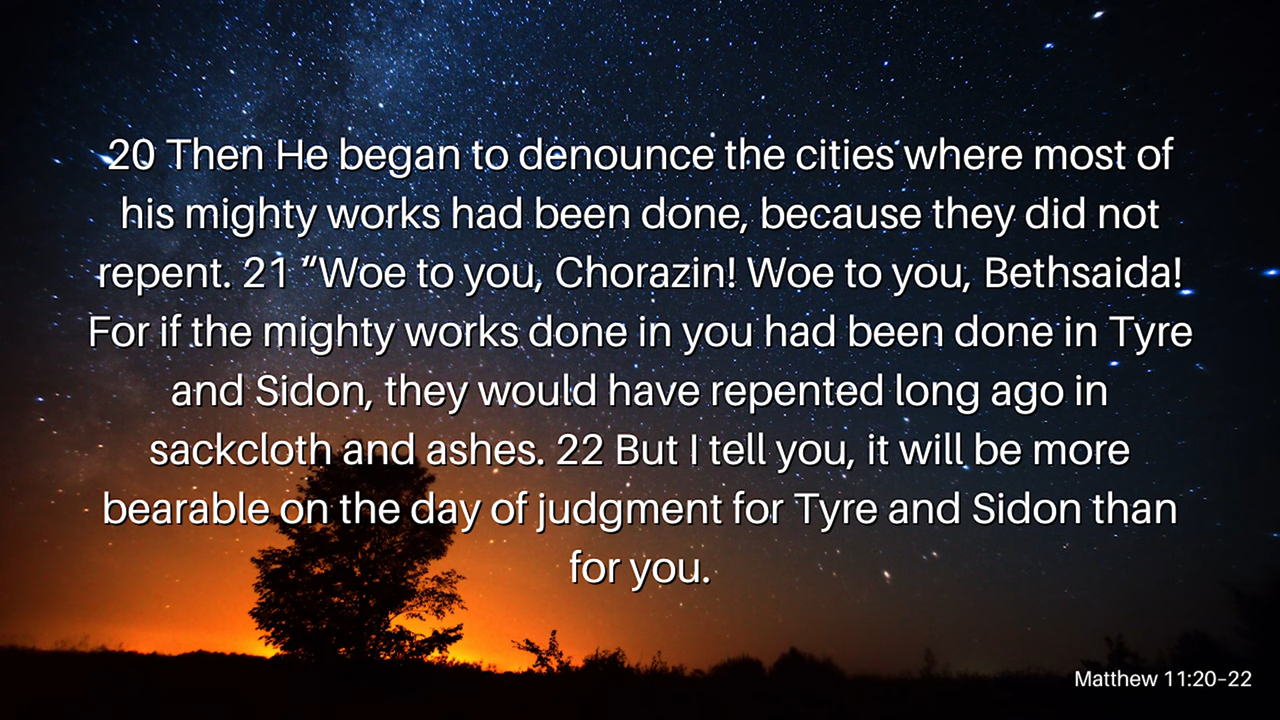 20 Then He began to denounce the cities where most of
his mighty works had been done, because they did not
repent. 21 “Woe to you, Chorazin! Woe to you, Bethsaida!
For if the mighty works done in you had been done in Tyre
and Sidon, they would have repented long ago in
sackcloth and ashes. 22 But I tell you, it will be more
bearable on the day of judgment for Tyre and Sidon than
for you.
Matthew 11:20–22